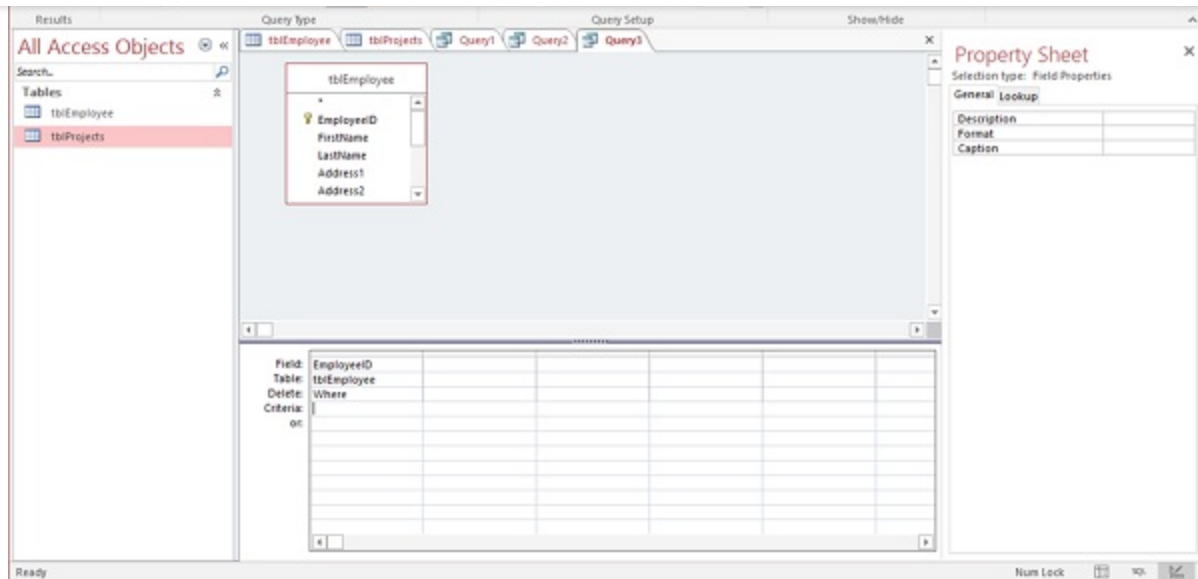 Results Query Type Query Setup Show/Hide
All Access Objects
Search...
Tables
tblEmployee
tblProjects
tblEmployee tblProjects Query1 Query2 Query3
tblEmployee
*
EmployeeID
FirstName
LastName
Address1
Address2
Field: EmployeeID
Table: tblEmployee
Delete: Where
Criteria:
or:
Property Sheet
Selection type: Field Properties
General Lookup
Description
Format
Caption
Ready Num Lock SQL